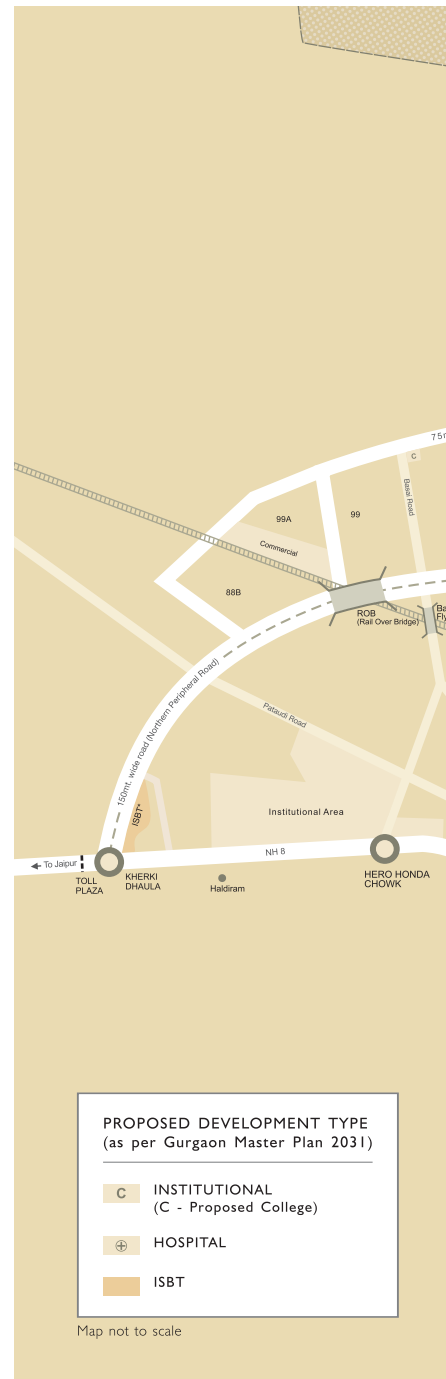 75m
C
Basai Road
99A
99
Commercial
88B
ROB
(Rail Over Bridge)
Ba
Fly
150mt. wide road (Northern Peripheral Road)
Pataudi Road
ISBT*
Institutional Area
NH 8
To Jaipur
TOLL
PLAZA
KHERKI
DHAULA
Haldiram
HERO HONDA
CHOWK
PROPOSED DEVELOPMENT TYPE
(as per Gurgaon Master Plan 2031)
C INSTITUTIONAL
(C - Proposed College)
HOSPITAL
ISBT
Map not to scale